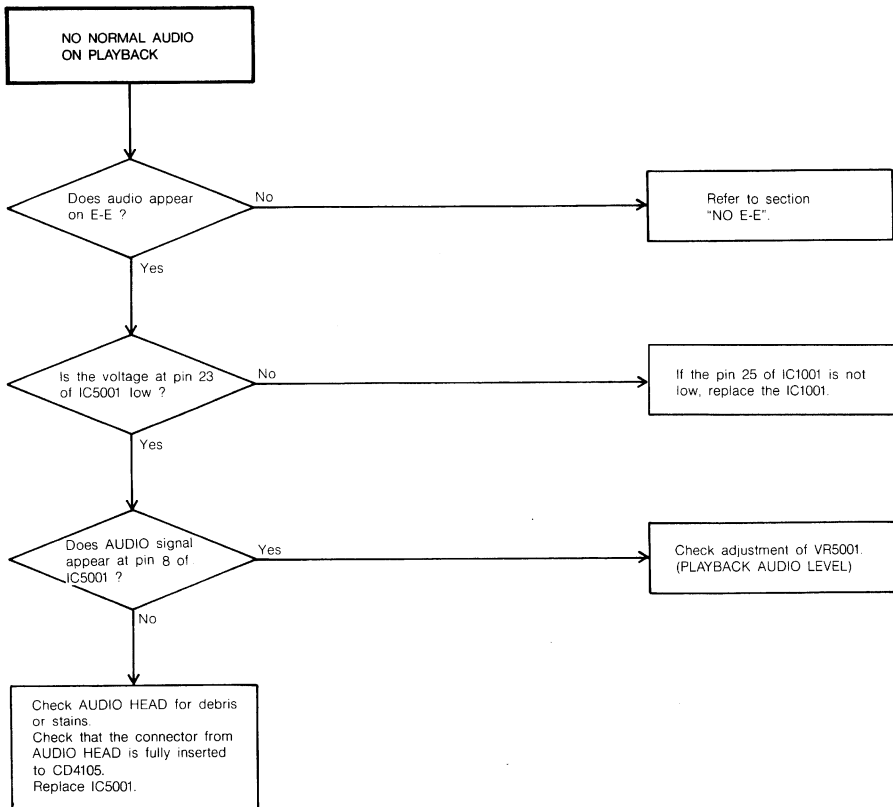 NO NORMAL AUDIO
ON PLAYBACK
Does audio appear
on E-E ?
No
Refer to section
"NO E-E".
Yes
Is the voltage at pin 23
of IC5001 low ?
No
If the pin 25 of IC1001 is not
low, replace the IC1001.
Yes
Does AUDIO signal
appear at pin 8 of
IC5001 ?
Yes
Check adjustment of VR5001.
(PLAYBACK AUDIO LEVEL)
No
Check AUDIO HEAD for debris
or stains.
Check that the connector from
AUDIO HEAD is fully inserted
to CD4105.
Replace IC5001.